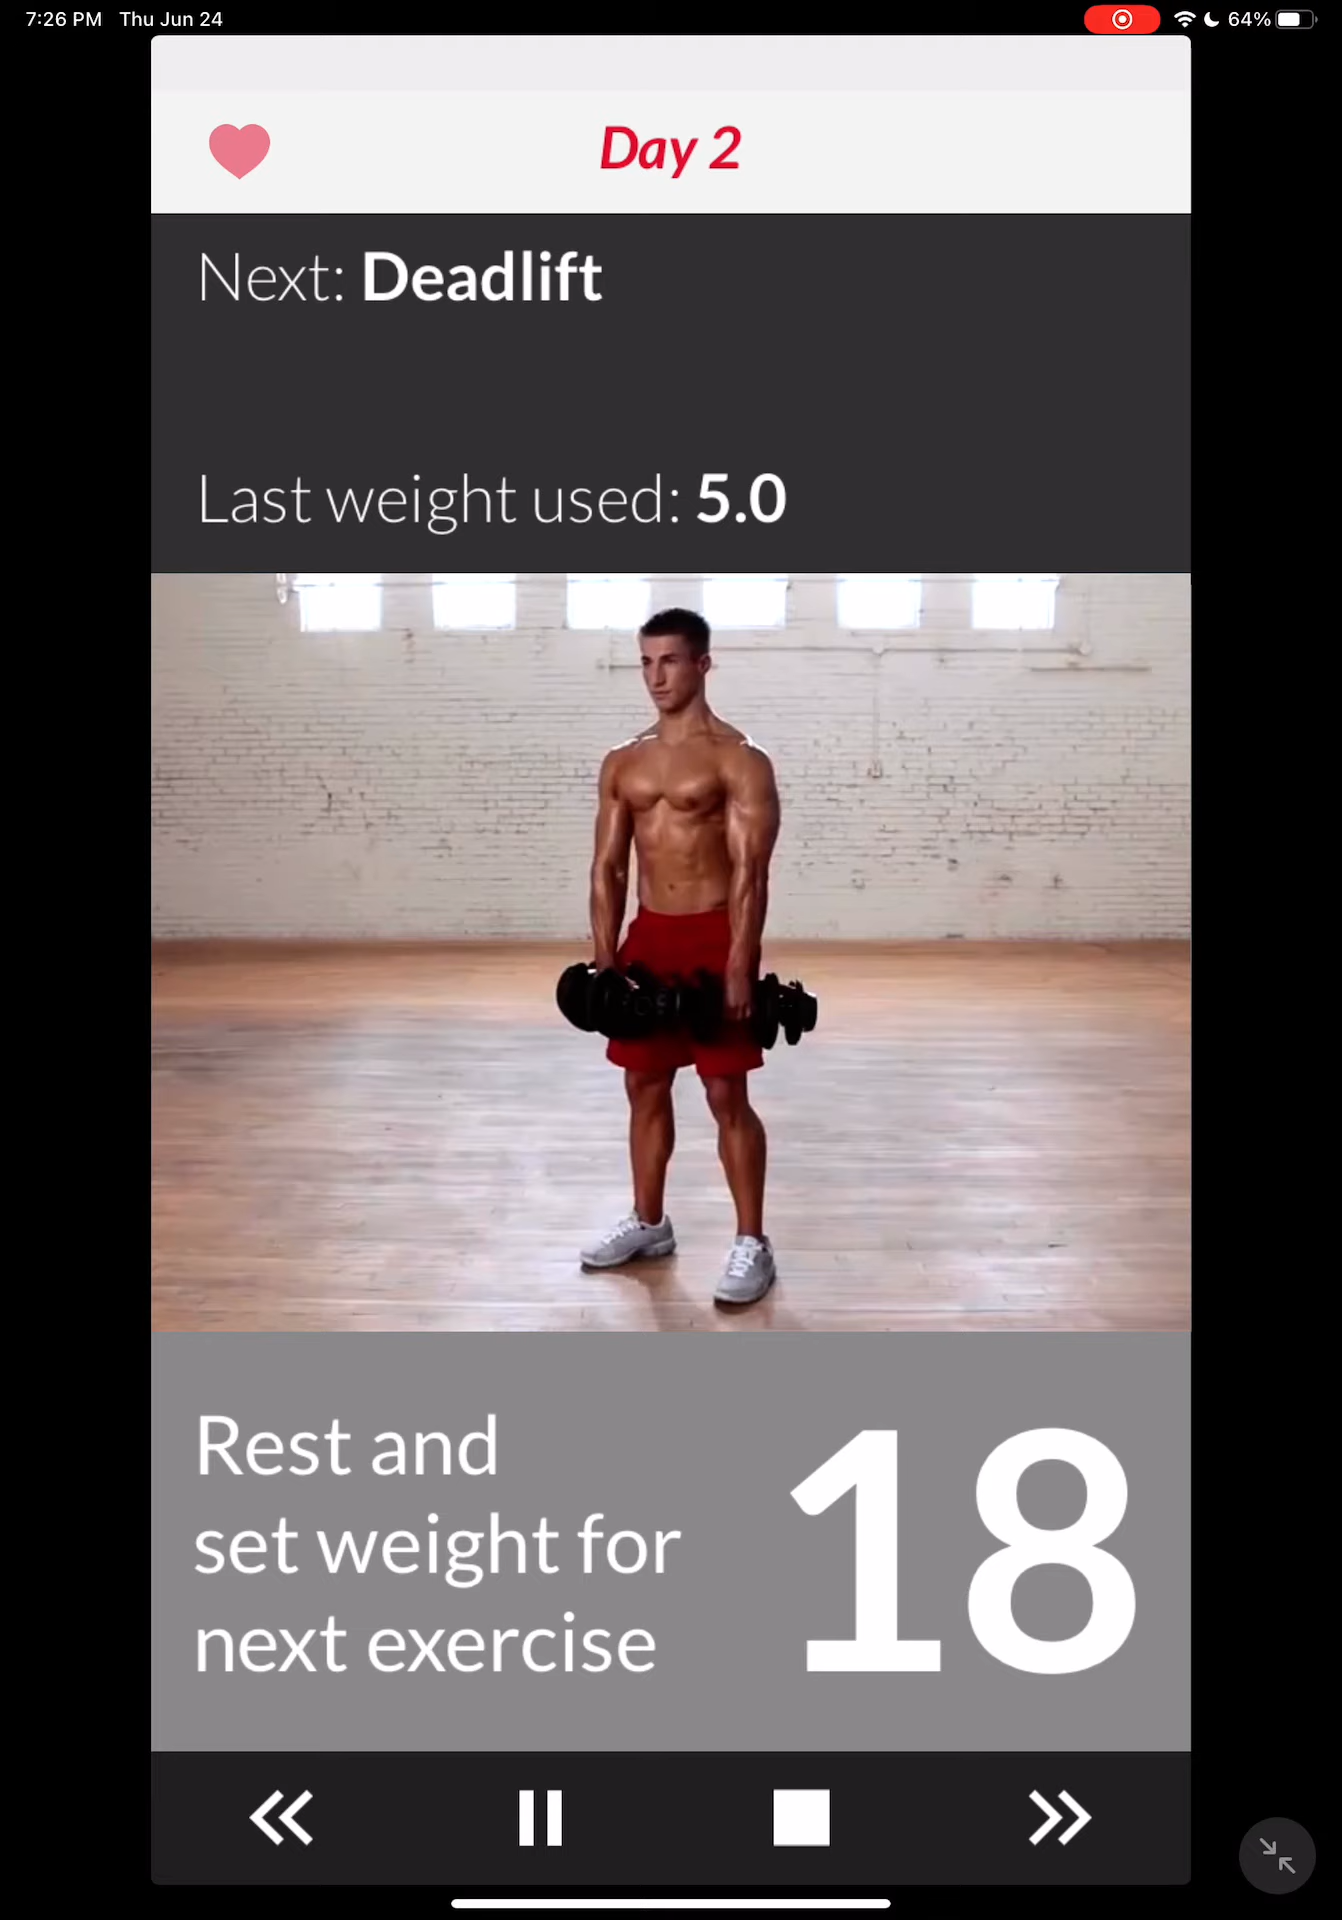 7:26 PM Thu Jun 24
64%
Day 2
Next: Deadlift
Last weight used: 5.0
Rest and
set weight for
next exercise
18